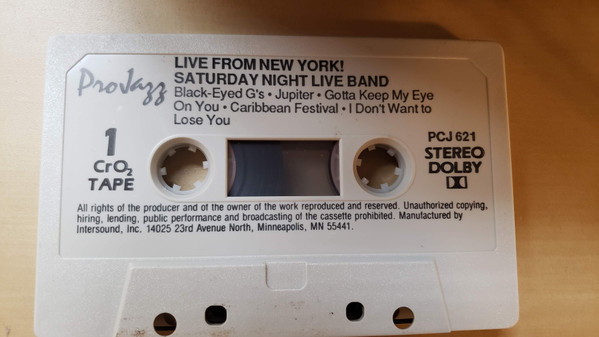 ProJazz
LIVE FROM NEW YORK!
SATURDAY NIGHT LIVE BAND
Black-Eyed G's • Jupiter • Gotta Keep My Eye
On You • Caribbean Festival • I Don't Want to
Lose You
1
CrO₂
TAPE
PCJ 621
STEREO
DOLBY
All rights of the producer and of the owner of the work reproduced and reserved. Unauthorized copying,
hiring, lending, public performance and broadcasting of the cassette prohibited. Manufactured by
Intersound, Inc. 14025 23rd Avenue North, Minneapolis, MN 55441.